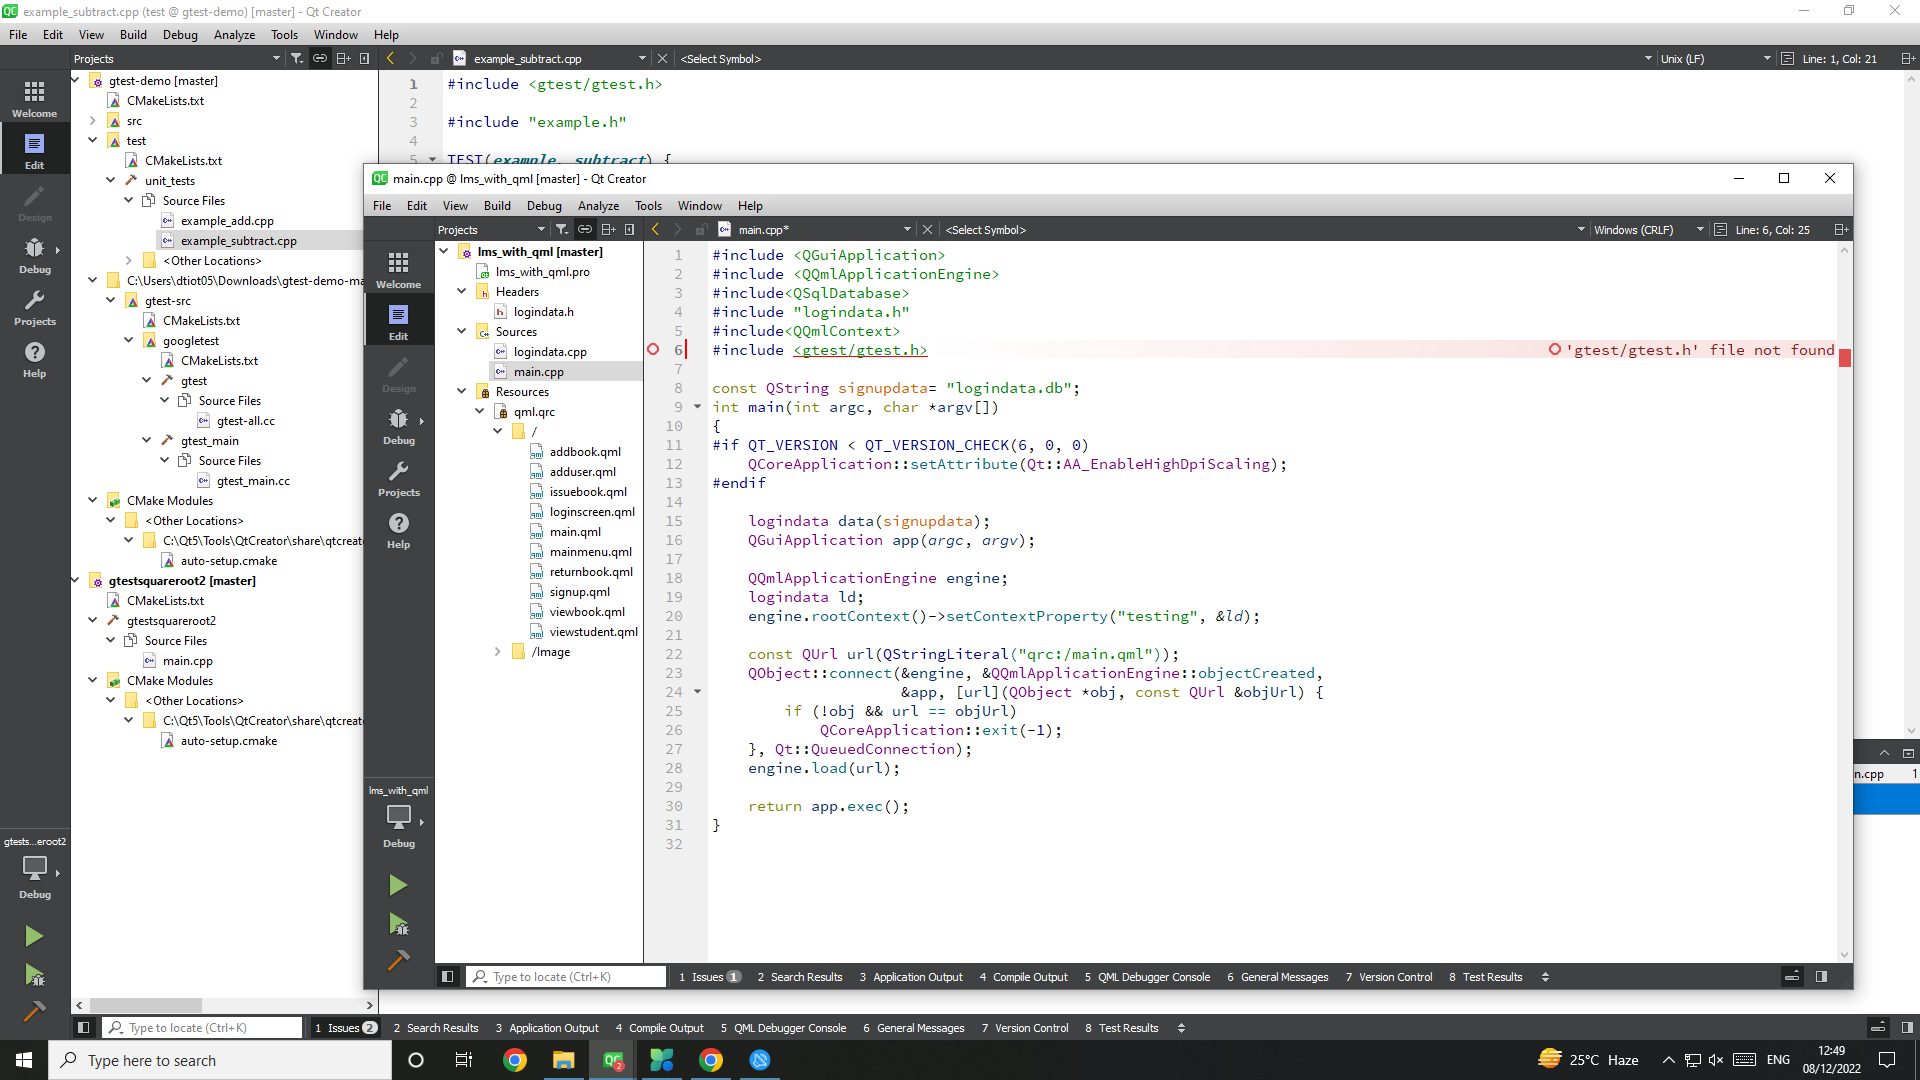 example_subtract.cpp (test @ gtest-demo) [master] - Qt Creator
File Edit View Build Debug Analyze Tools Window Help
Projects
example_subtract.cpp
<Select Symbol>
Unix (LF)
Line: 1, Col: 21
Welcome
Edit
Design
Debug
Projects
Help
gtest-demo [master]
CMakeLists.txt
src
test
CMakeLists.txt
unit_tests
Source Files
example_add.cpp
example_subtract.cpp
<Other Locations>
C:\Users\dtiot05\Downloads\gtest-demo-ma
gtest-src
CMakeLists.txt
googletest
CMakeLists.txt
gtest
Source Files
gtest-all.cc
gtest_main
Source Files
gtest_main.cc
CMake Modules
<Other Locations>
C:\Qt5\Tools\QtCreator\share\qtcreato
auto-setup.cmake
gtestsquareroot2 [master]
CMakeLists.txt
gtestsquareroot2
Source Files
main.cpp
CMake Modules
<Other Locations>
C:\Qt5\Tools\QtCreator\share\qtcreato
auto-setup.cmake
1 #include <gtest/gtest.h>
2
3 #include "example.h"
4
5 TEST(example, subtract) {
main.cpp @ lms_with_qml [master] - Qt Creator
File Edit View Build Debug Analyze Tools Window Help
Projects
main.cpp*
<Select Symbol>
Windows (CRLF)
Line: 6, Col: 25
Welcome
Edit
Design
Debug
Projects
Help
lms_with_qml [master]
lms_with_qml.pro
Headers
logindata.h
Sources
logindata.cpp
main.cpp
Resources
qml.qrc
/
addbook.qml
adduser.qml
issuebook.qml
loginscreen.qml
main.qml
mainmenu.qml
returnbook.qml
signup.qml
viewbook.qml
viewstudent.qml
/Image
1 #include <QGuiApplication>
2 #include <QQmlApplicationEngine>
3 #include<QSqlDatabase>
4 #include "logindata.h"
5 #include<QQmlContext>
6 #include <gtest/gtest.h> 'gtest/gtest.h' file not found
7
8 const QString signupdata= "logindata.db";
9 int main(int argc, char *argv[])
10 {
11 #if QT_VERSION < QT_VERSION_CHECK(6, 0, 0)
12 QCoreApplication::setAttribute(Qt::AA_EnableHighDpiScaling);
13 #endif
14
15 logindata data(signupdata);
16 QGuiApplication app(argc, argv);
17
18 QQmlApplicationEngine engine;
19 logindata ld;
20 engine.rootContext()->setContextProperty("testing", &ld);
21
22 const QUrl url(QStringLiteral("qrc:/main.qml"));
23 QObject::connect(&engine, &QQmlApplicationEngine::objectCreated,
24 &app, [url](QObject *obj, const QUrl &objUrl) {
25 if (!obj && url == objUrl)
26 QCoreApplication::exit(-1);
27 }, Qt::QueuedConnection);
28 engine.load(url);
29
30 return app.exec();
31 }
32
lms_with_qml
Debug
Type to locate (Ctrl+K) 1 Issues 1 2 Search Results 3 Application Output 4 Compile Output 5 QML Debugger Console 6 General Messages 7 Version Control 8 Test Results
n.cpp 1
gtests...eroot2
Debug
Type to locate (Ctrl+K) 1 Issues 2 2 Search Results 3 Application Output 4 Compile Output 5 QML Debugger Console 6 General Messages 7 Version Control 8 Test Results
Type here to search
25°C Haze
ENG
12:49
08/12/2022